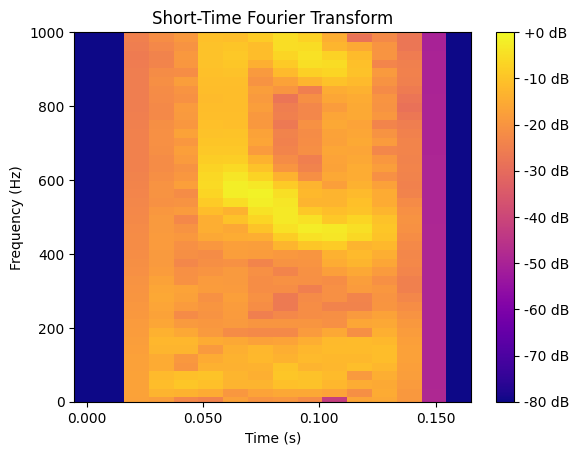 Short-Time Fourier Transform
Frequency (Hz)
1000
800
600
400
200
0
0.000
0.050
0.100
0.150
Time (s)
+0 dB
-10 dB
-20 dB
-30 dB
-40 dB
-50 dB
-60 dB
-70 dB
-80 dB